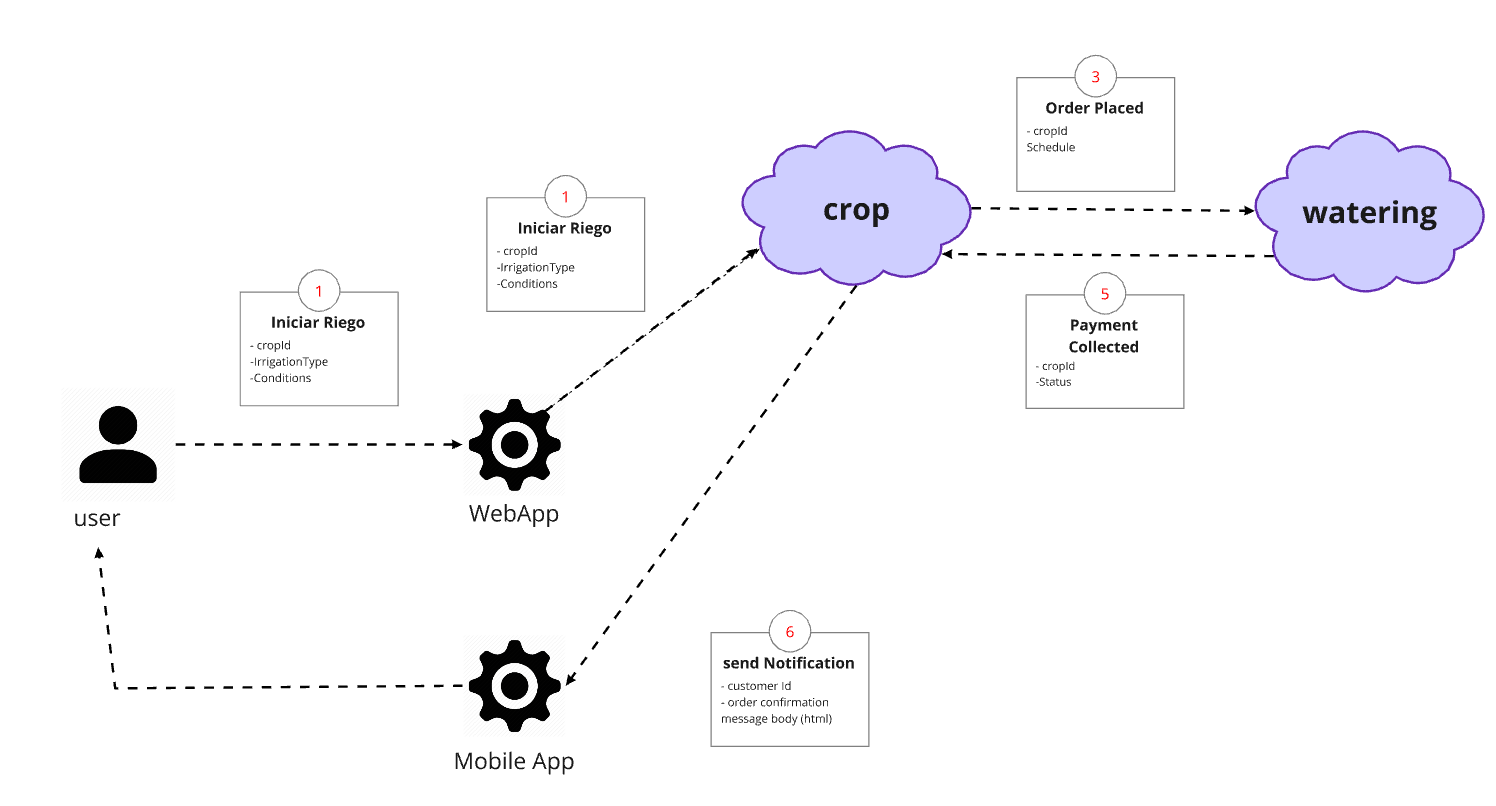 3
Order Placed
- cropId
Schedule
crop
watering
1
Iniciar Riego
- cropId
-IrrigationType
-Conditions
1
Iniciar Riego
- cropId
-IrrigationType
-Conditions
5
Payment
Collected
- cropId
-Status
user
WebApp
6
send Notification
- customer Id
- order confirmation
message body (html)
Mobile App